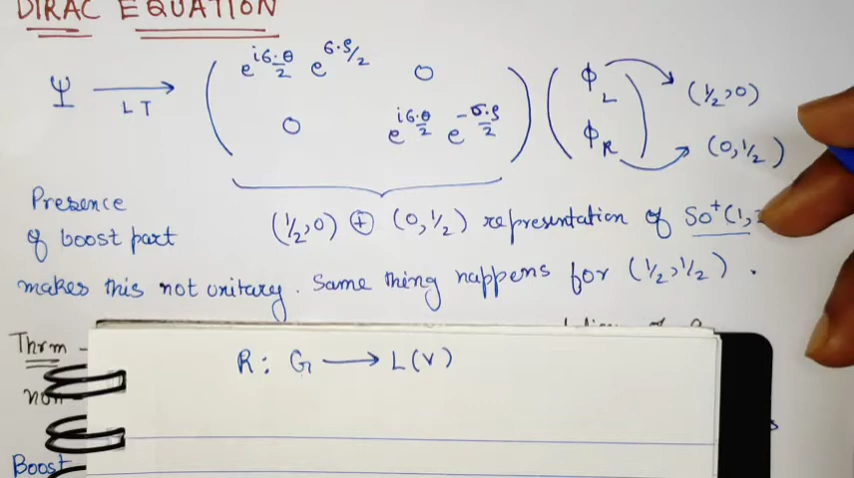 DIRAC EQUATION
Ψ ⟶ LT ( e^{iσ·θ/2} e^{σ·ρ/2} 0 ) ( ϕ_L ) → (1/2, 0)
( 0 e^{iσ·θ/2} e^{-σ·ρ/2} ) ( ϕ_R ) → (0, 1/2)
Presence
of boost part
(1/2, 0) ⊕ (0, 1/2) representation of SO⁺(1,
makes this not unitary. Same thing happens for (1/2, 1/2).
Thrm -
R: G ⟶ L(V)
non-
Boost